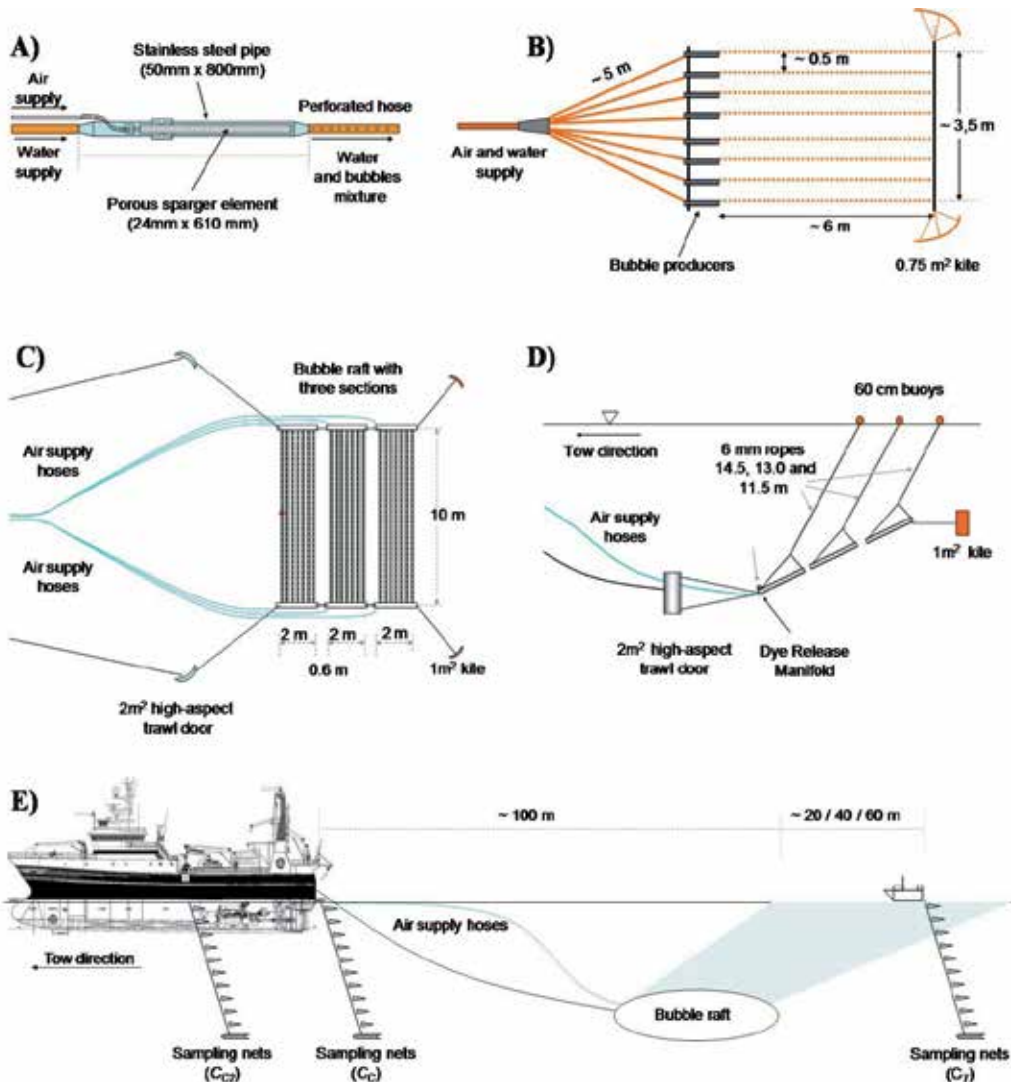 A)
Stainless steel pipe
(50mm x 800mm)
Air
supply
Perforated hose
Water
supply
Water
and bubbles
mixture
Porous sparger element
(24mm x 610 mm)
B)
~ 5 m
~ 0.5 m
~ 3,5 m
Air and water
supply
~ 6 m
Bubble producers
0.75 m² kite
C)
Bubble raft with
three sections
Air supply
hoses
10 m
Air supply
hoses
2 m
2 m
2 m
0.6 m
1m² kite
2m² high-aspect
trawl door
D)
60 cm buoys
Tow direction
6 mm ropes
14.5, 13.0 and
11.5 m
Air supply
hoses
1m² kite
2m² high-aspect
trawl door
Dye Release
Manifold
E)
~ 100 m
~ 20 / 40 / 60 m
Air supply hoses
Tow direction
Bubble raft
Sampling nets
(CC2)
Sampling nets
(CC)
Sampling nets
(CT)